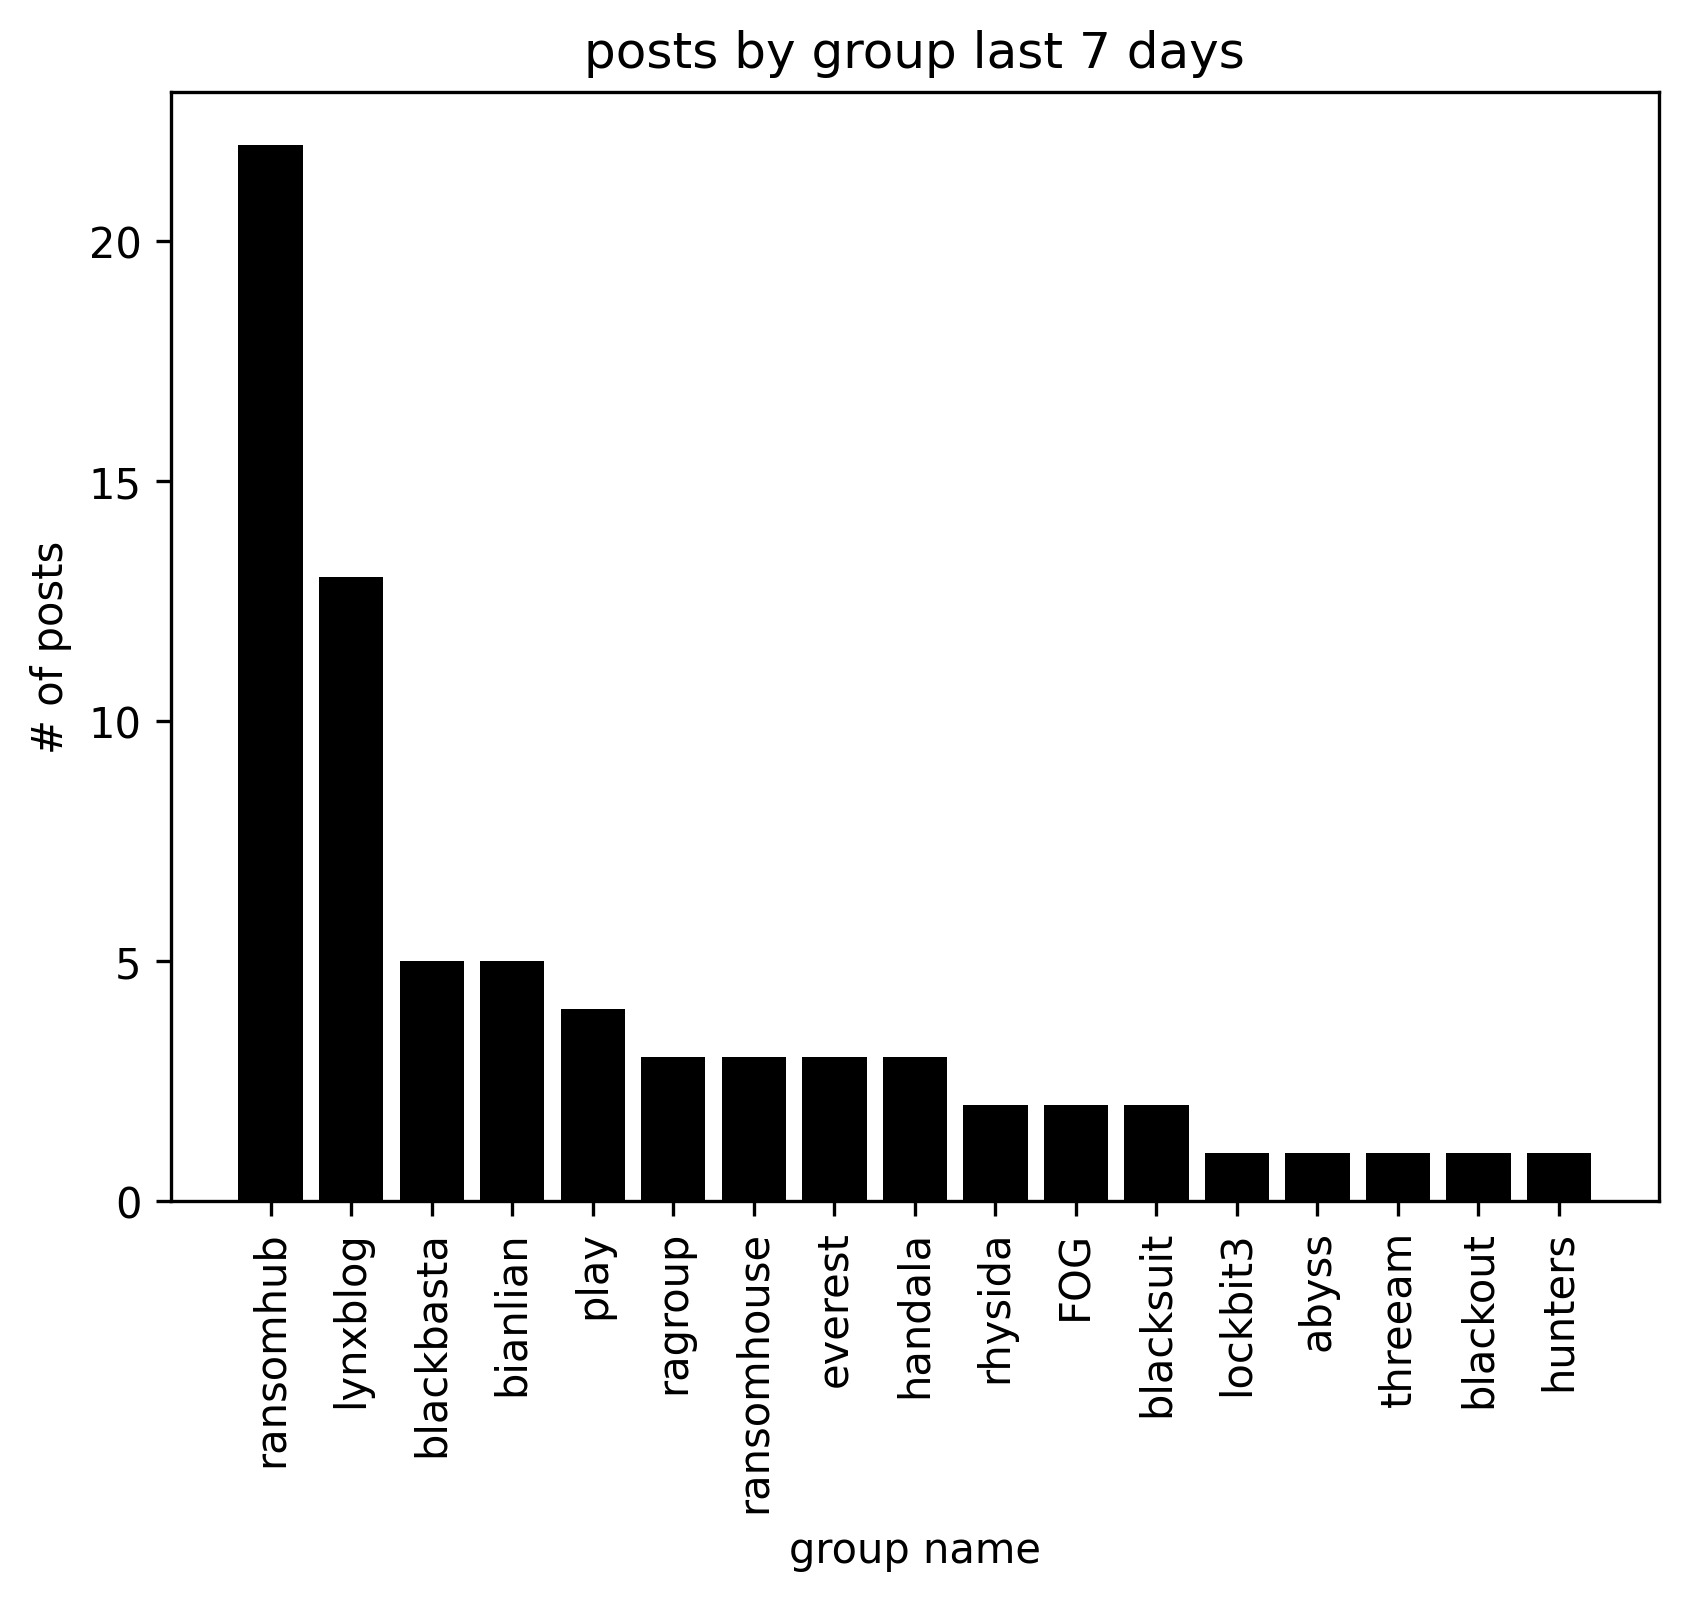 posts by group last 7 days
# of posts
20
15
10
5
0
ransomhub
lynxblog
blackbasta
bianlian
play
ragroup
ransomhouse
everest
handala
rhysida
FOG
blacksuit
lockbit3
abyss
threeam
blackout
hunters
group name